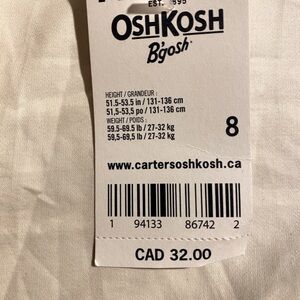 EST. 1895
OSHKOSH
B'gosh
HEIGHT / GRANDEUR :
51.5-53.5 in / 131-136 cm
51,5-53,5 po / 131-136 cm
WEIGHT / POIDS :
59.5-69.5 lb / 27-32 kg
59,5-69,5 lb / 27-32 kg
8
www.cartersoshkosh.ca
1 94133 86742 2
CAD 32.00